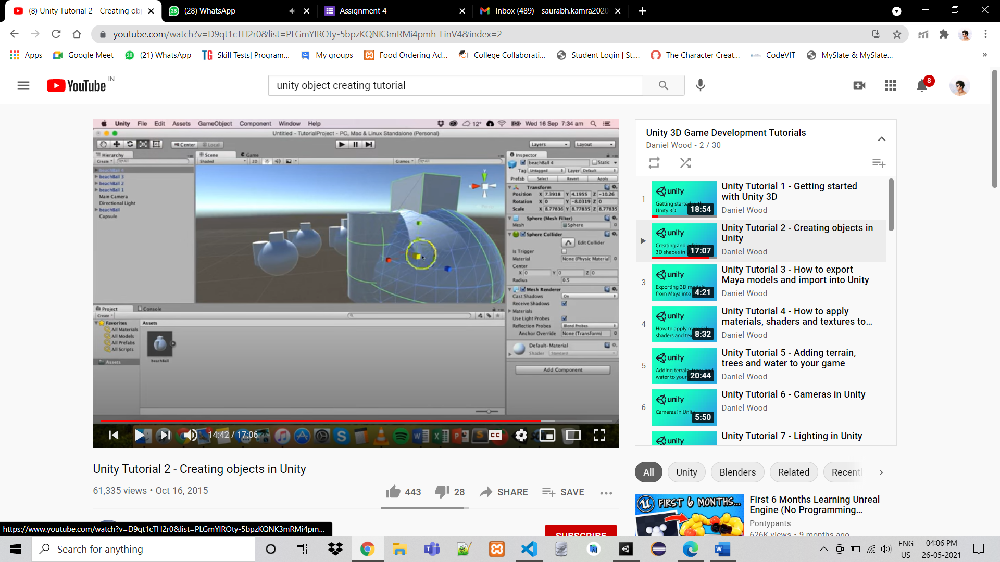 (8) Unity Tutorial 2 - Creating obj
(28) WhatsApp
Assignment 4
Inbox (489) - saurabh.kamra2020
youtube.com/watch?v=D9qt1cTH2r0&list=PLGmYIROty-5bpzKQNK3mRMi4pmh_LinV4&index=2
Apps
Google Meet
(21) WhatsApp
Skill Tests| Program...
My groups
Food Ordering Ad...
College Collaborati...
Student Login | St....
The Character Creat...
CodeVIT
MySlate & MySlate...
»
YouTube IN
unity object creating tutorial
8
Unity File Edit Assets GameObject Component Window Help
12° Wed 16 Sep 7:34 am
Untitled - TutorialProject - PC, Mac & Linux Standalone (Personal)
Center Local
Layers Layout
Hierarchy
Create All
beachBall 4
beachBall 3
beachBall 2
beachBall 1
Main Camera
Directional Light
beachBall
Capsule
Scene Game
Shaded 2D Gizmos All
y
Inspector
beachBall 4 Static
Tag Untagged Layer Default
Prefab Select Revert Apply
Transform
Position X 7.3918 Y 4.1955 Z -10.26
Rotation X 0 Y -8.0319 Z 0
Scale X 8.77836 Y 8.77835 Z 8.77835
Sphere (Mesh Filter)
Mesh Sphere
Sphere Collider
Edit Collider
Is Trigger
Material None (Physic Material
Center
X 0 Y 0 Z 0
Radius 0.5
Mesh Renderer
Cast Shadows On
Receive Shadows
Materials
Use Light Probes
Reflection Probes Blend Probes
Anchor Override None (Transform)
Default-Material
Shader Standard
Add Component
Project Console
Create
Favorites
All Materials
All Models
All Prefabs
All Scripts
Assets
Assets
beachBall
14:42 / 17:06
CC
Unity Tutorial 2 - Creating objects in Unity
61,335 views • Oct 16, 2015
443
28
SHARE
SAVE
SUBSCRIBE
Unity 3D Game Development Tutorials
Daniel Wood - 2 / 30
1
unity
Getting started with
Unity 3D
18:54
Unity Tutorial 1 - Getting started
with Unity 3D
Daniel Wood
unity
Creating and editing
3D shapes in
17:07
Unity Tutorial 2 - Creating objects in
Unity
Daniel Wood
3
unity
Exporting 3D models
from Maya into
4:21
Unity Tutorial 3 - How to export
Maya models and import into Unity
Daniel Wood
4
unity
How to apply materials,
shaders and
8:32
Unity Tutorial 4 - How to apply
materials, shaders and textures to...
Daniel Wood
5
unity
Adding terrain, trees and
water to your
20:44
Unity Tutorial 5 - Adding terrain,
trees and water to your game
Daniel Wood
6
unity
Cameras in Unity
5:50
Unity Tutorial 6 - Cameras in Unity
Daniel Wood
unity
Unity Tutorial 7 - Lighting in Unity
All
Unity
Blenders
Related
Recentl
FIRST 6 MONTHS...
First 6 Months Learning Unreal
Engine (No Programming...
Pontypants
626K views • 9 months ago
https://www.youtube.com/watch?v=D9qt1cTH2r0&list=PLGmYIROty-5bpzKQNK3mRMi4pm...
Search for anything
ENG
US
04:06 PM
26-05-2021